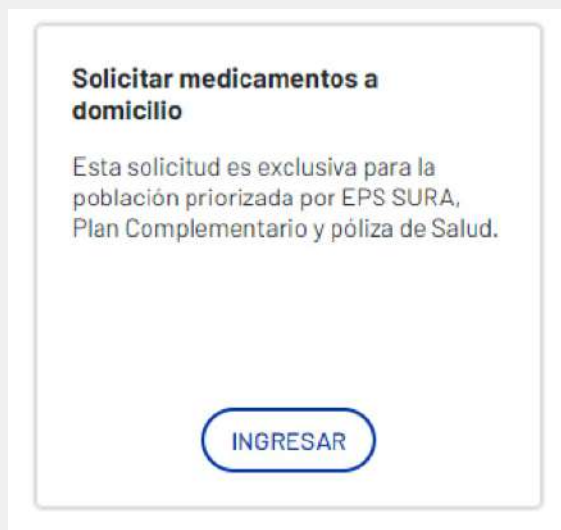 Solicitar medicamentos a
domicilio
Esta solicitud es exclusiva para la
población priorizada por EPS SURA,
Plan Complementario y póliza de Salud.
INGRESAR